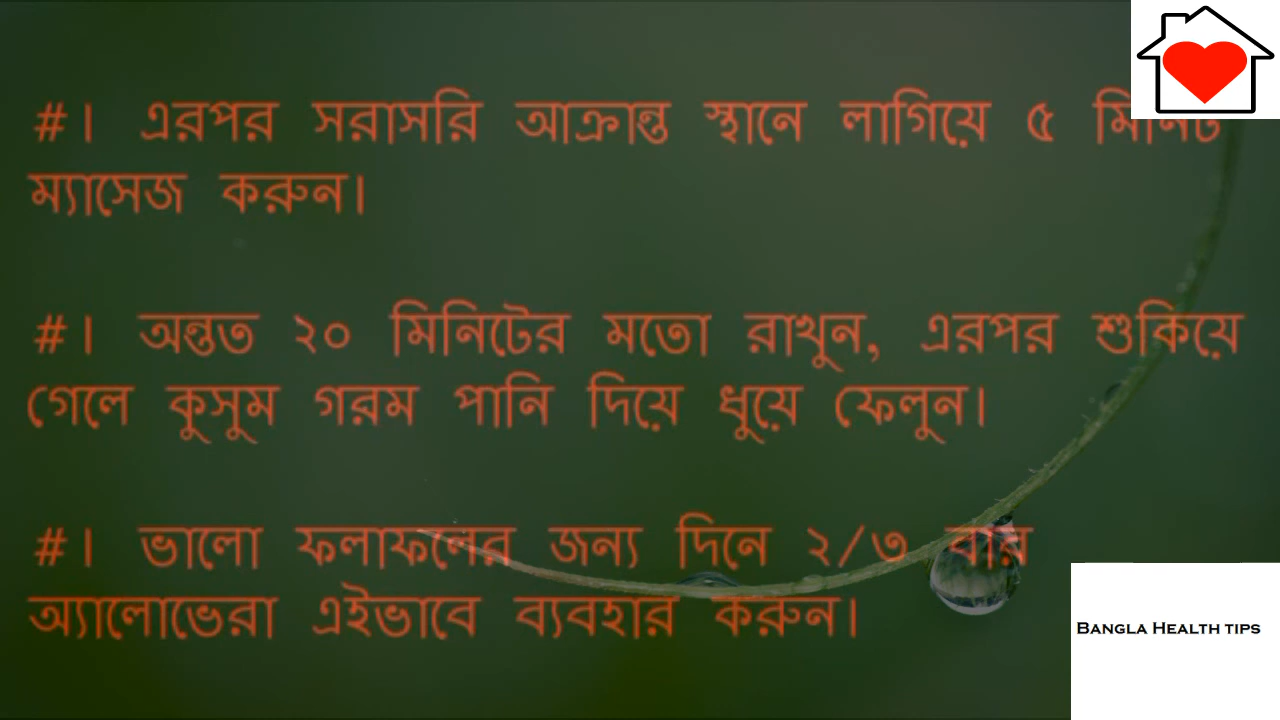 #। এরপর সরাসরি আক্রান্ত স্থানে লাগিয়ে ৫ মিনিট
ম্যাসেজ করুন।
#। অন্তত ২০ মিনিটের মতো রাখুন, এরপর শুকিয়ে
গেলে কুসুম গরম পানি দিয়ে ধুয়ে ফেলুন।
#। ভালো ফলাফলের জন্য দিনে ২/৩ বার
অ্যালোভেরা এইভাবে ব্যবহার করুন।
BANGLA HEALTH TIPS